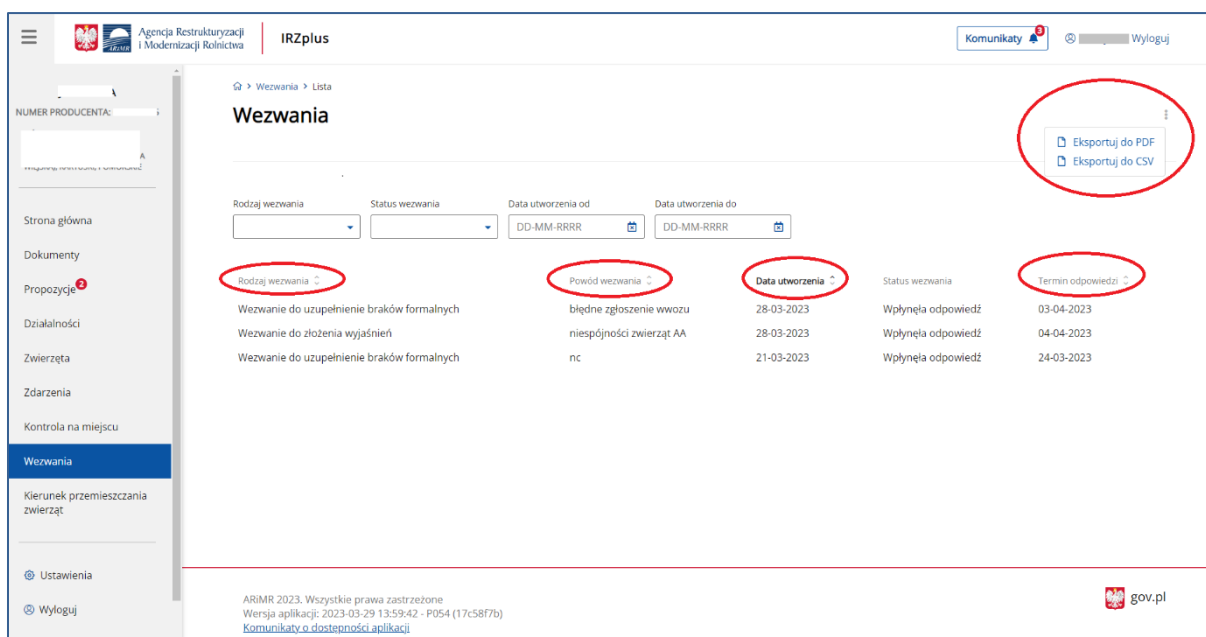 Agencja Restrukturyzacji
i Modernizacji Rolnictwa
ARiMR
IRZplus
Komunikaty 3
Wyloguj
NUMER PRODUCENTA:
Strona główna
Dokumenty
Propozycje 2
Działalności
Zwierzęta
Zdarzenia
Kontrola na miejscu
Wezwania
Kierunek przemieszczania
zwierząt
Ustawienia
Wyloguj
Wezwania > Lista
Wezwania
Eksportuj do PDF
Eksportuj do CSV
Rodzaj wezwania Status wezwania Data utworzenia od Data utworzenia do
DD-MM-RRRR DD-MM-RRRR
Rodzaj wezwania Powód wezwania Data utworzenia Status wezwania Termin odpowiedzi
Wezwanie do uzupełnienie braków formalnych błędne zgłoszenie wwozu 28-03-2023 Wpłynęła odpowiedź 03-04-2023
Wezwanie do złożenia wyjaśnień niespójności zwierząt AA 28-03-2023 Wpłynęła odpowiedź 04-04-2023
Wezwanie do uzupełnienie braków formalnych nc 21-03-2023 Wpłynęła odpowiedź 24-03-2023
ARiMR 2023. Wszystkie prawa zastrzeżone
Wersja aplikacji: 2023-03-29 13:59:42 - P054 (17c58f7b)
Komunikaty o dostępności aplikacji
gov.pl